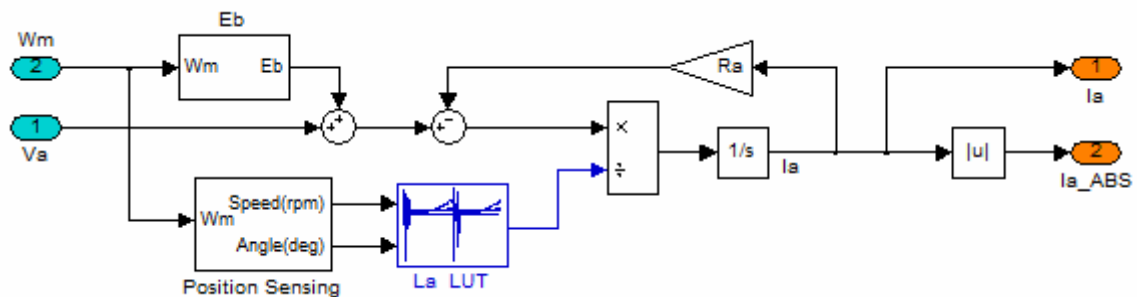 Eb
Wm
2
Wm Eb
Ra
1
Ia
1
Va
+ +
−
×
÷
1/s
Ia
|u|
2
Ia_ABS
Wm
Speed(rpm)
Angle(deg)
Position Sensing
La LUT